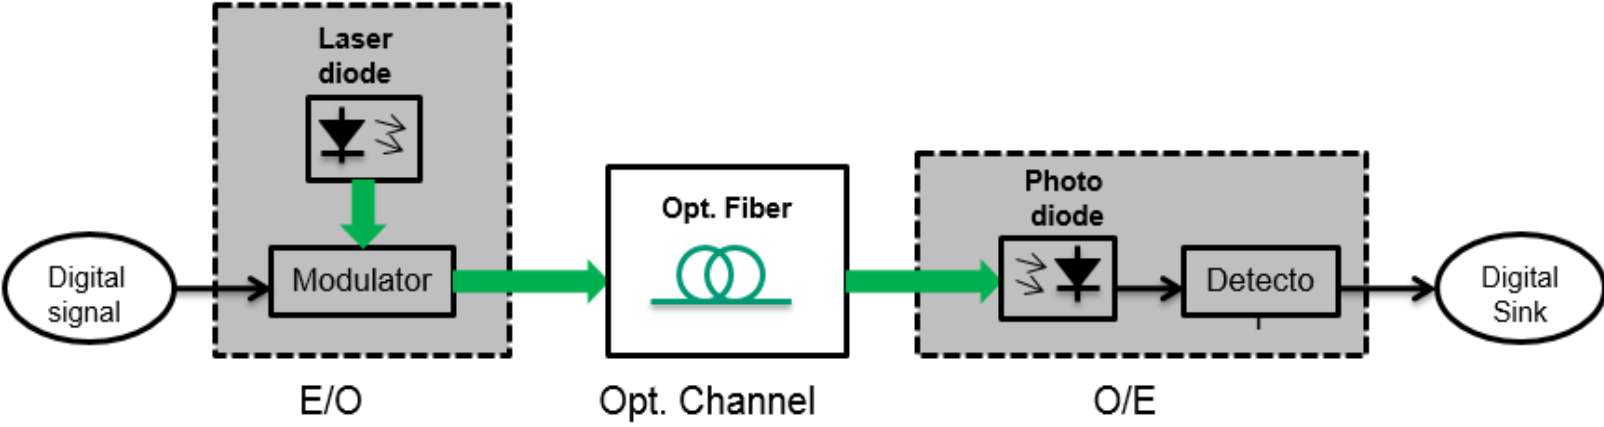 Laser
diode
Modulator
Digital
signal
E/O
Opt. Fiber
Opt. Channel
Photo
diode
Detecto
O/E
Digital
Sink